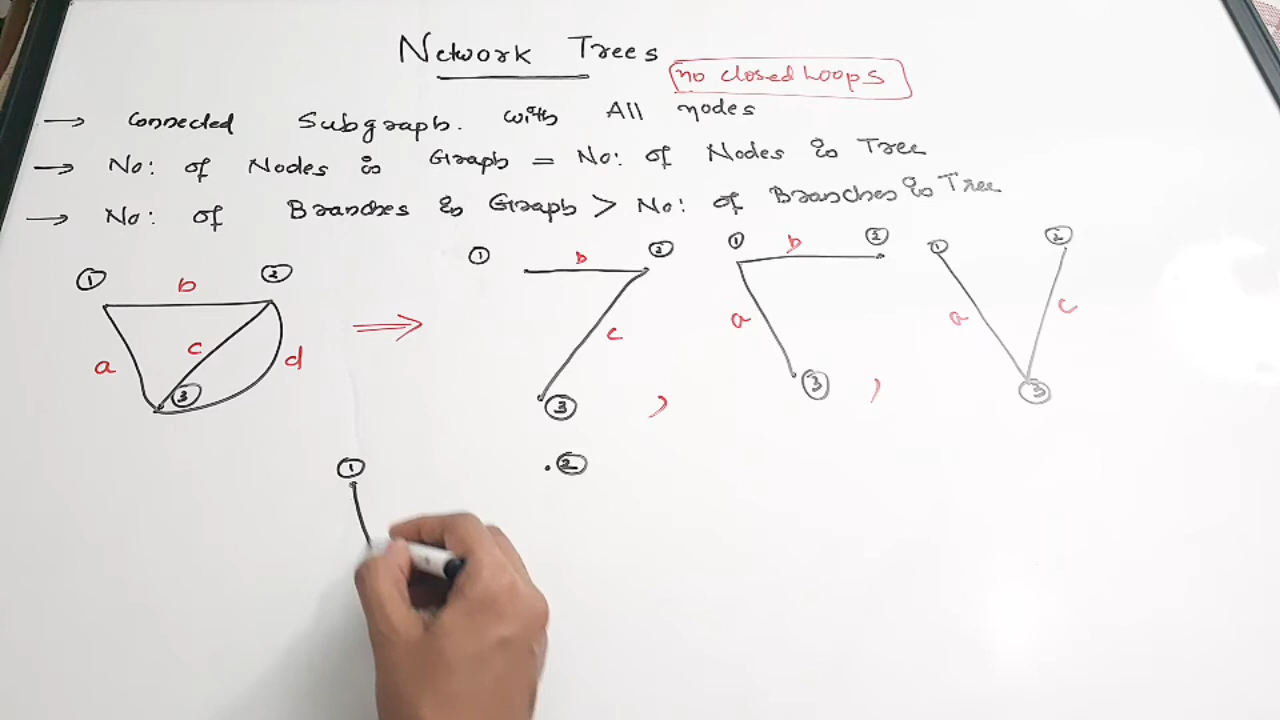 Network Trees
no closed Loops
→ Connected Subgraph. with All nodes
→ No: of Nodes in Graph = No: of Nodes in Tree
→ No: of Branches in Graph > No: of Branches in Tree
1 b 2 a c 3 d
⇒
1 b 2 c 3 ,
1 b 2 a 3 ,
1 2 a c 3
1 .2